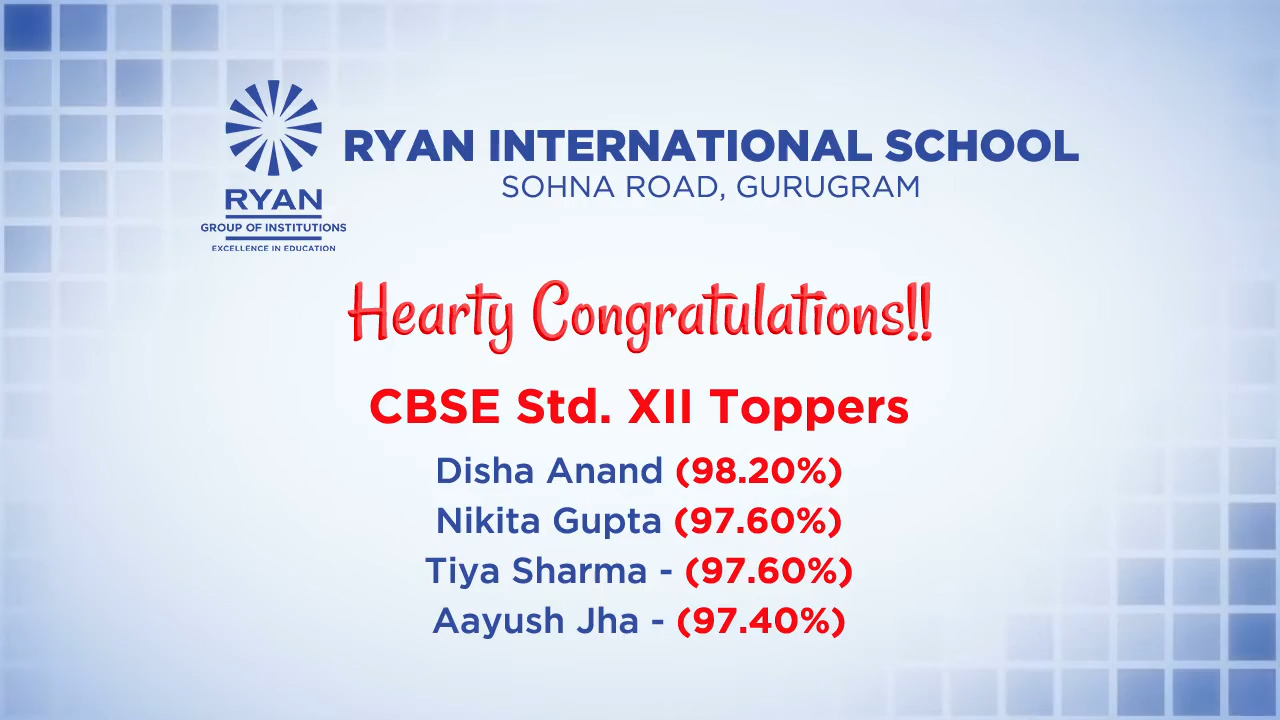 RYAN INTERNATIONAL SCHOOL
SOHNA ROAD, GURUGRAM
RYAN
GROUP OF INSTITUTIONS
EXCELLENCE IN EDUCATION
Hearty Congratulations!!
CBSE Std. XII Toppers
Disha Anand (98.20%)
Nikita Gupta (97.60%)
Tiya Sharma - (97.60%)
Aayush Jha - (97.40%)